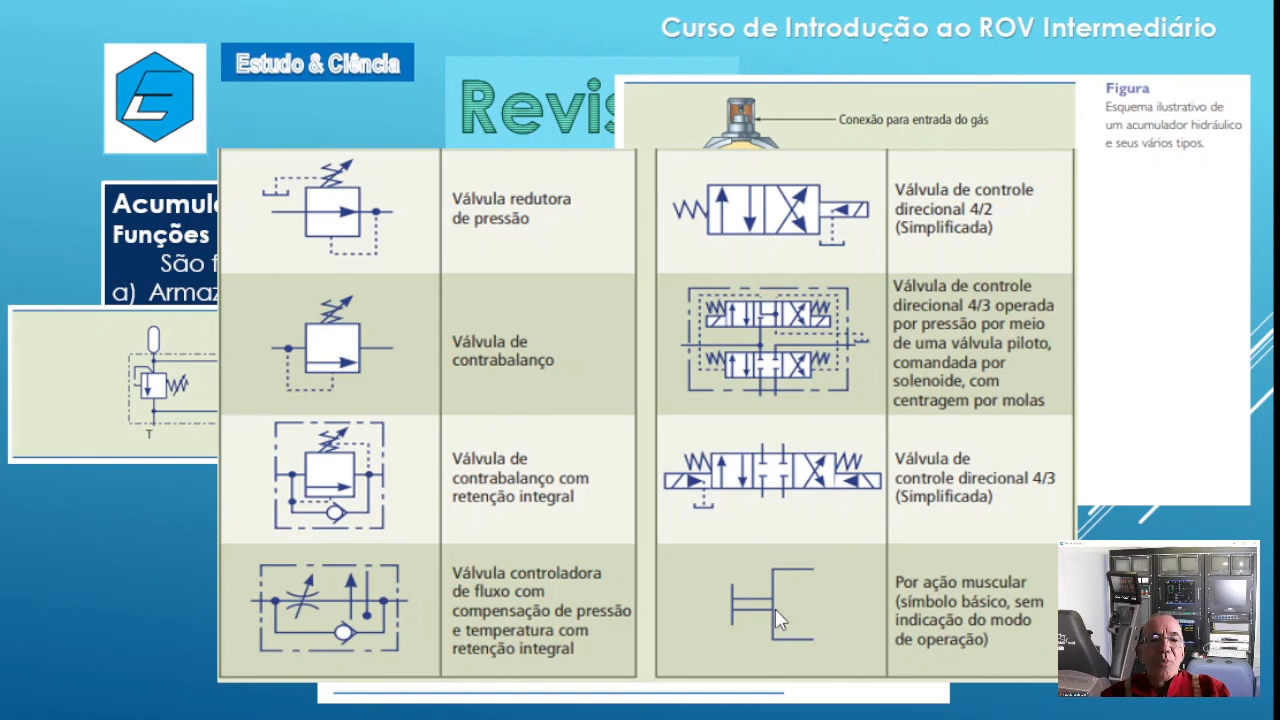 Curso de Introdução ao ROV Intermediário
Estudo & Ciência
Revis
Figura
Esquema ilustrativo de
um acumulador hidráulico
e seus vários tipos.
Conexão para entrada do gás
Funções
São
a)
T
Válvula redutora
de pressão
Válvula de
contrabalanço
Válvula de
contrabalanço com
retenção integral
Válvula controladora
de fluxo com
compensação de pressão
e temperatura com
retenção integral
Válvula de controle
direcional 4/2
(Simplificada)
Válvula de controle
direcional 4/3 operada
por pressão por meio
de uma válvula piloto,
comandada por
solenoide, com
centragem por molas
Válvula de
controle direcional 4/3
(Simplificada)
Por ação muscular
(símbolo básico, sem
indicação do modo
de operação)